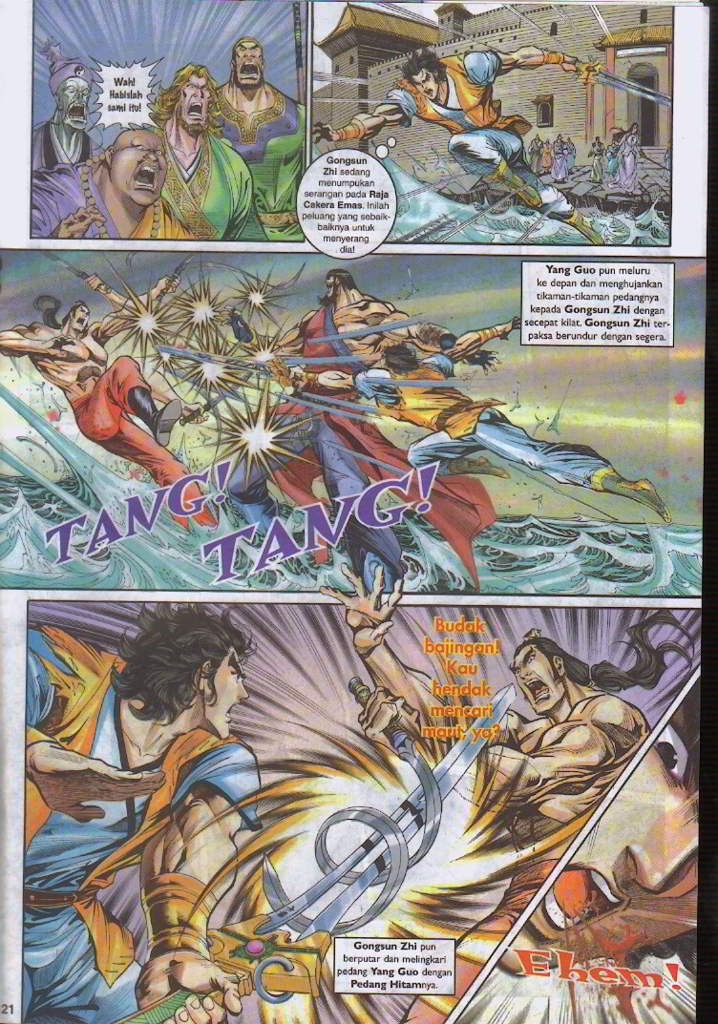 Wah!
Habislah
kami itu!
Gongsun
Zhi menumpukan
serangan pada Raja
Cakera Emas. Inilah
peluang yang sebaik-
baiknya untuk
menyerang
dia!
Yang Guo pun meluru
ke depan dan menghujankan
tikaman-tikaman pedangnya
kepada Gongsun Zhi dengan
secepat kilat. Gongsun Zhi ter-
paksa berundur dengan segera.
TANG!
TANG!
Budak
bajingan!
Kau
hendak
mencari
maut, ya?
Gongsun Zhi pun
berputar dan melingkari
pedang Yang Guo dengan
Pedang Hitamnya.
Ehem!
21